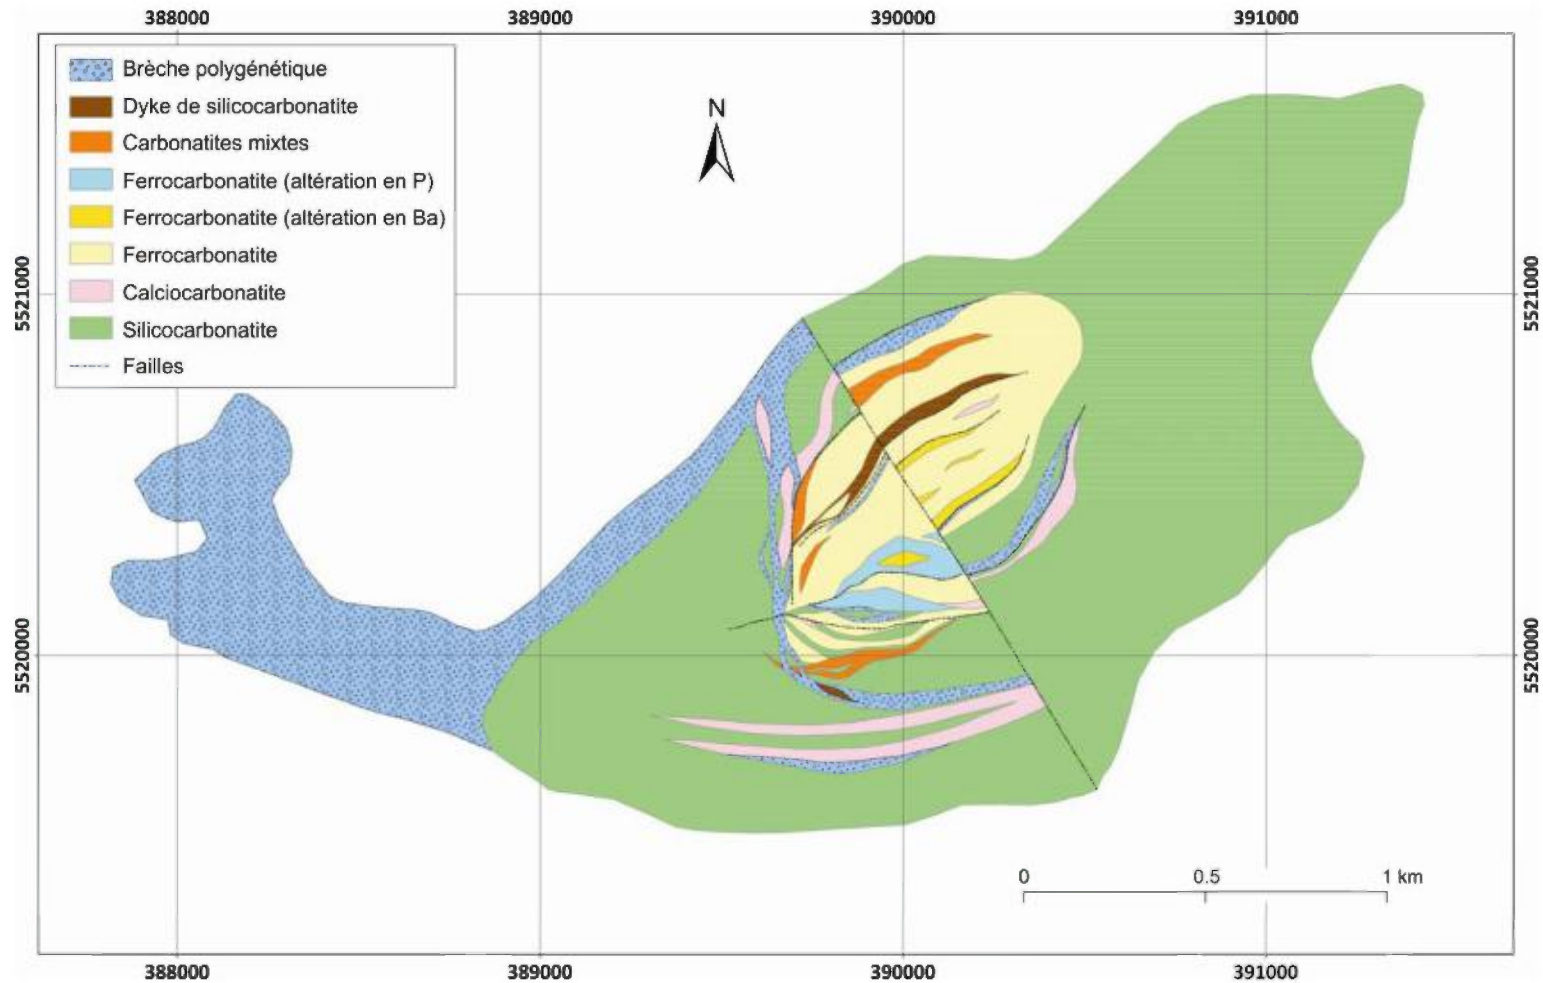 388000 389000 390000 391000
Brèche polygénétique
Dyke de silicocarbonatite
Carbonatites mixtes
Ferrocarbonatite (altération en P)
Ferrocarbonatite (altération en Ba)
Ferrocarbonatite
Calciocarbonatite
Silicocarbonatite
Failles
N
5521000 5521000
5520000 5520000
0 0.5 1 km
388000 389000 390000 391000